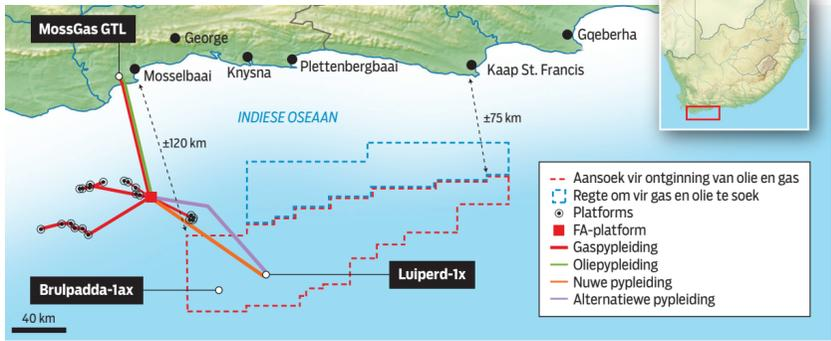 MossGas GTL
George
Gqeberha
Mosselbaai
Knysna
Plettenbergbaai
Kaap St. Francis
INDIESE OSEAAN
±75 km
±120 km
Aansoek vir ontginning van olie en gas
Regte om vir gas en olie te soek
Platforms
FA-platform
Gaspypleiding
Oliepypleiding
Nuwe pypleiding
Alternatiewe pypleiding
Luiperd-1x
Brulpadda-1ax
40 km